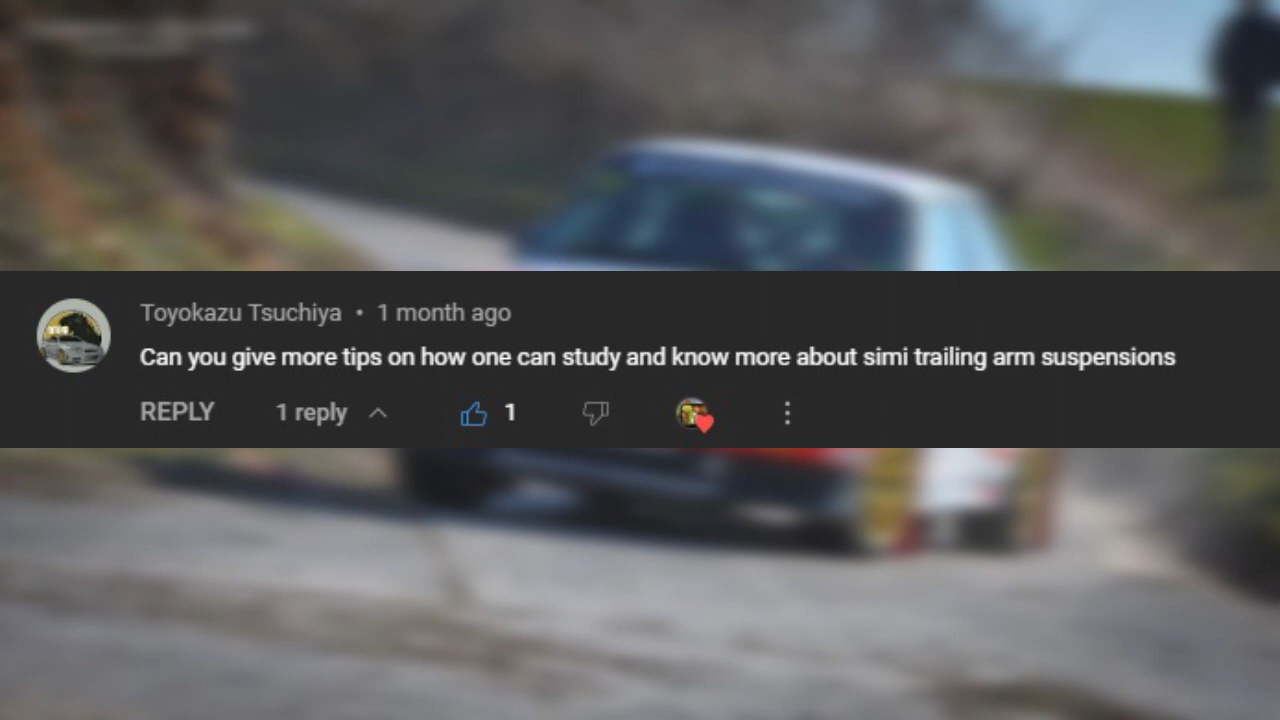 Toyokazu Tsuchiya • 1 month ago
Can you give more tips on how one can study and know more about simi trailing arm suspensions
REPLY 1 reply 1